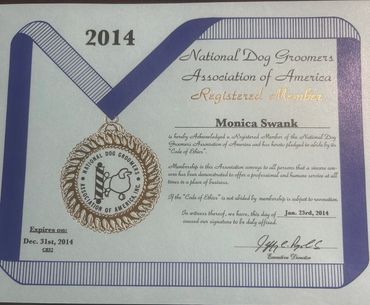 2014
National Dog Groomers
Association of America
Registered Member
Monica Swank
is hereby Acknowledged a Registered Member of the National Dog
Groomers Association of America and has hereto pledged to abide by its
"Code of Ethics".
Membership in this Association conveys to all persons that a sincere con-
cern has been demonstrated to offer a professional and humane service at all
times in a place of business.
If the "Code of Ethics" is not abided by membership is subject to revocation.
In witness thereof, we have, this day of Jan. 23rd, 2014
caused our signature to be duly affixed.
Executive Director
NATIONAL DOG GROOMERS
ASSOCIATION OF AMERICA, INC.
Expires on:
Dec. 31st, 2014